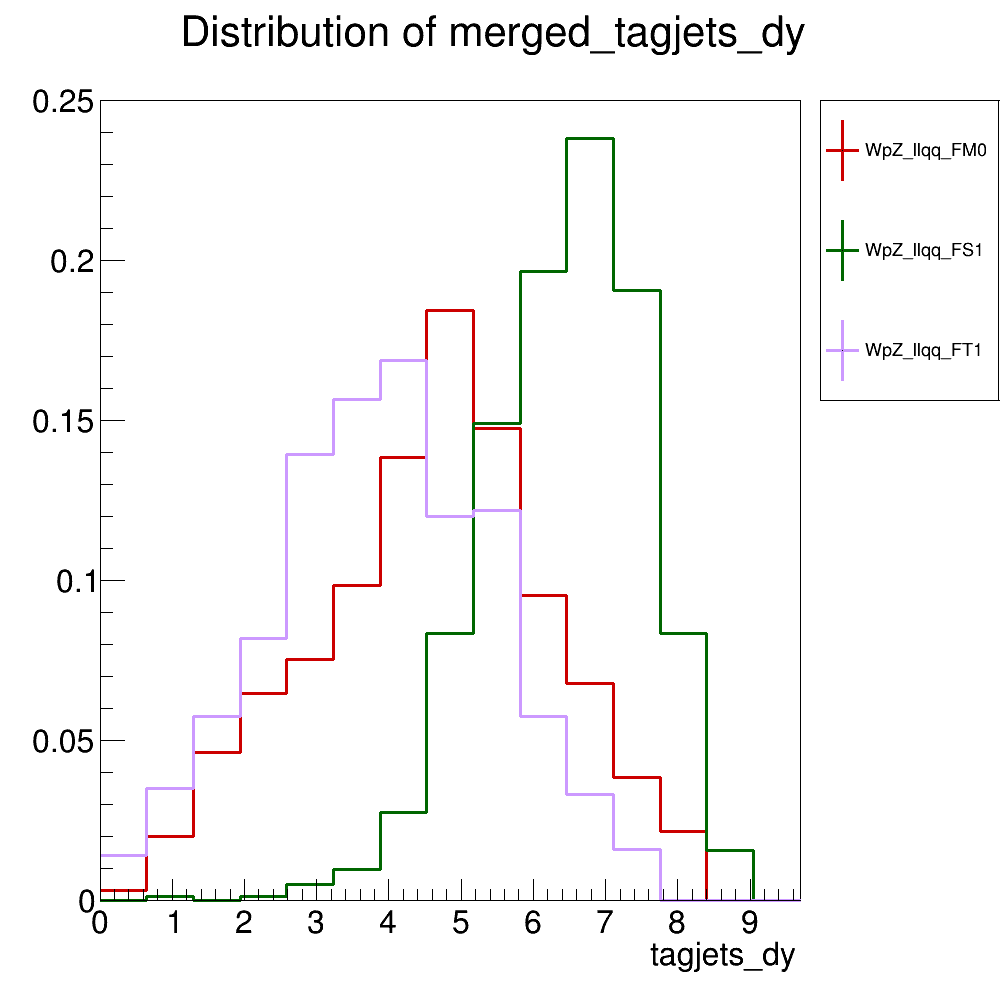 Distribution of merged_tagjets_dy
0.25
0.2
0.15
0.1
0.05
0
0 1 2 3 4 5 6 7 8 9
tagjets_dy
WpZ_llqq_FM0
WpZ_llqq_FS1
WpZ_llqq_FT1